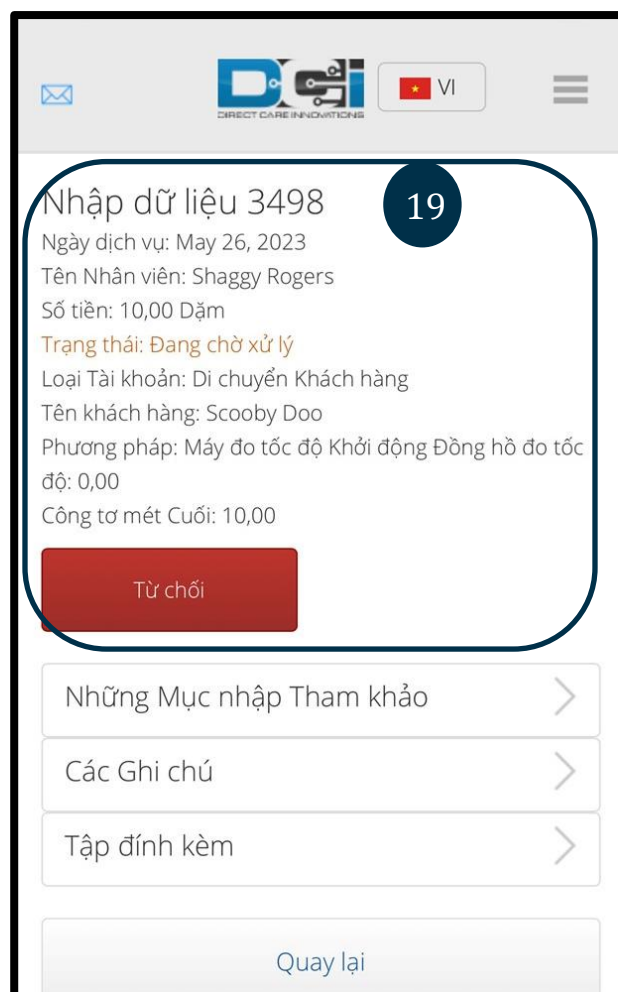 DCI
DIRECT CARE INNOVATIONS
VI
Nhập dữ liệu 3498
19
Ngày dịch vụ: May 26, 2023
Tên Nhân viên: Shaggy Rogers
Số tiền: 10,00 Dặm
Trạng thái: Đang chờ xử lý
Loại Tài khoản: Di chuyển Khách hàng
Tên khách hàng: Scooby Doo
Phương pháp: Máy đo tốc độ Khởi động Đồng hồ đo tốc
độ: 0,00
Công tơ mét Cuối: 10,00
Từ chối
Những Mục nhập Tham khảo
Các Ghi chú
Tập đính kèm
Quay lại